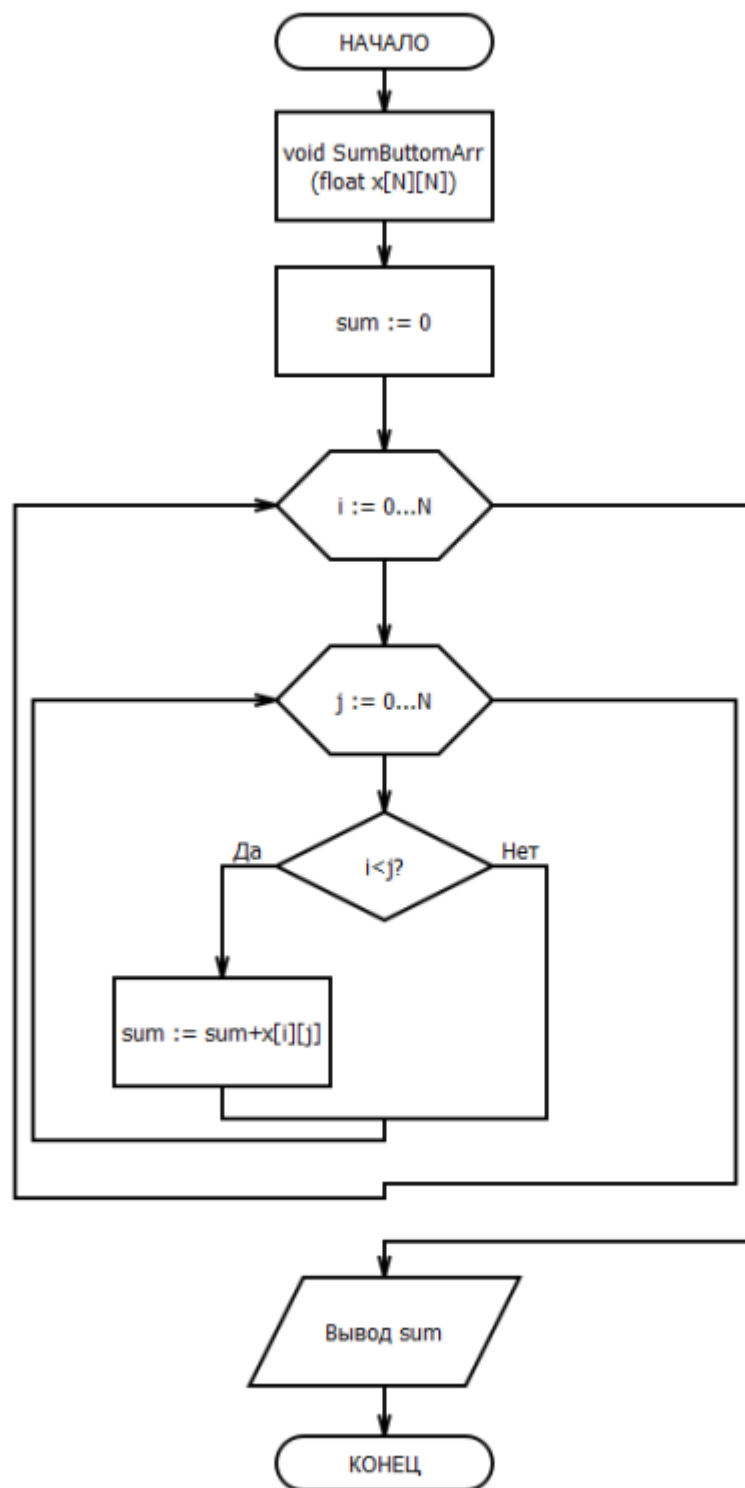 НАЧАЛО
void SumButtomArr
(float x[N][N])
sum := 0
i := 0...N
j := 0...N
Да
i<j?
Нет
sum := sum+x[i][j]
Вывод sum
КОНЕЦ